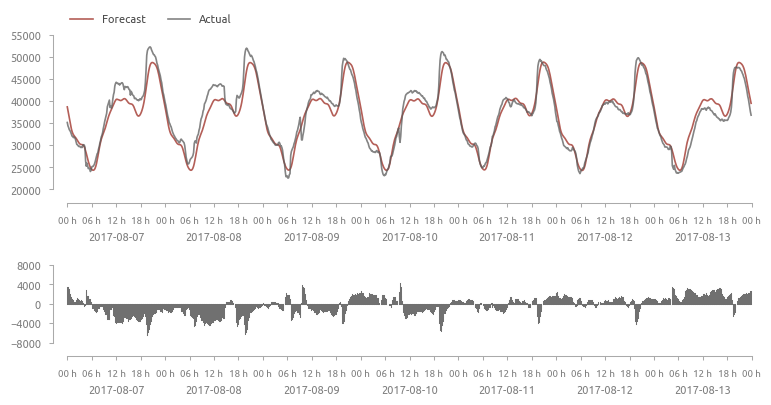 Forecast Actual
55000
50000
45000
40000
35000
30000
25000
20000
00 h 06 h 12 h 18 h 00 h 06 h 12 h 18 h 00 h 06 h 12 h 18 h 00 h 06 h 12 h 18 h 00 h 06 h 12 h 18 h 00 h 06 h 12 h 18 h 00 h 06 h 12 h 18 h 00 h
2017-08-07 2017-08-08 2017-08-09 2017-08-10 2017-08-11 2017-08-12 2017-08-13
8000
4000
0
−4000
−8000
00 h 06 h 12 h 18 h 00 h 06 h 12 h 18 h 00 h 06 h 12 h 18 h 00 h 06 h 12 h 18 h 00 h 06 h 12 h 18 h 00 h 06 h 12 h 18 h 00 h 06 h 12 h 18 h 00 h
2017-08-07 2017-08-08 2017-08-09 2017-08-10 2017-08-11 2017-08-12 2017-08-13